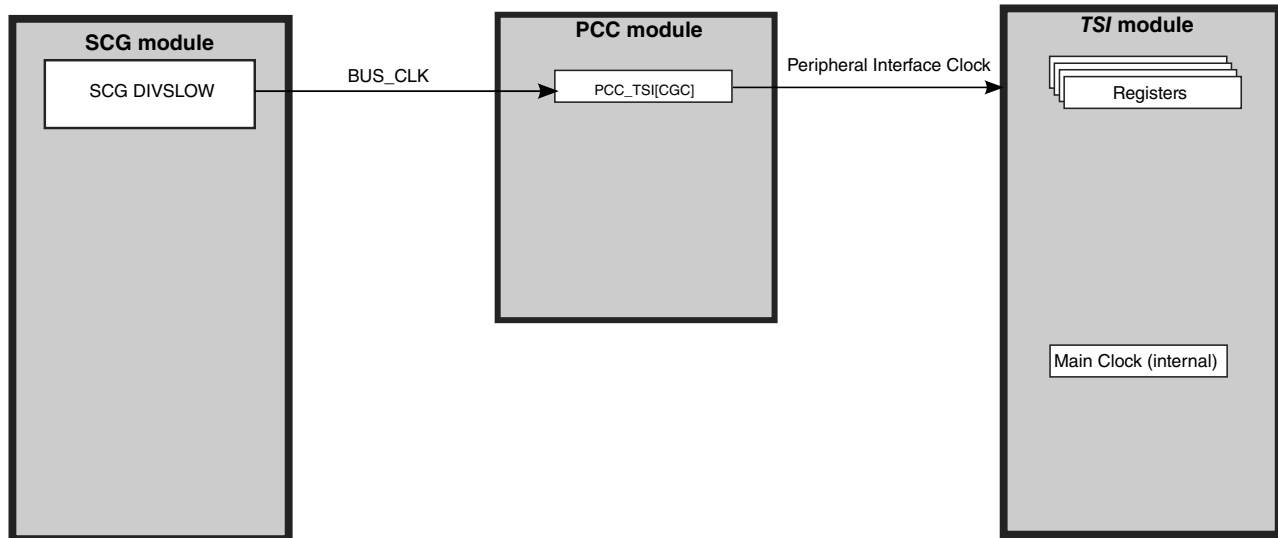 SCG module
SCG DIVSLOW
BUS_CLK
PCC module
PCC_TSI[CGC]
Peripheral Interface Clock
TSI module
Registers
Main Clock (internal)